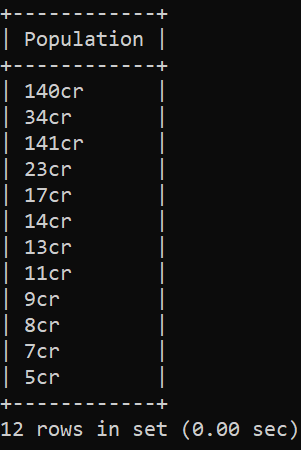 +------------+
| Population |
+------------+
| 140cr      |
| 34cr       |
| 141cr      |
| 23cr       |
| 17cr       |
| 14cr       |
| 13cr       |
| 11cr       |
| 9cr        |
| 8cr        |
| 7cr        |
| 5cr        |
+------------+
12 rows in set (0.00 sec)